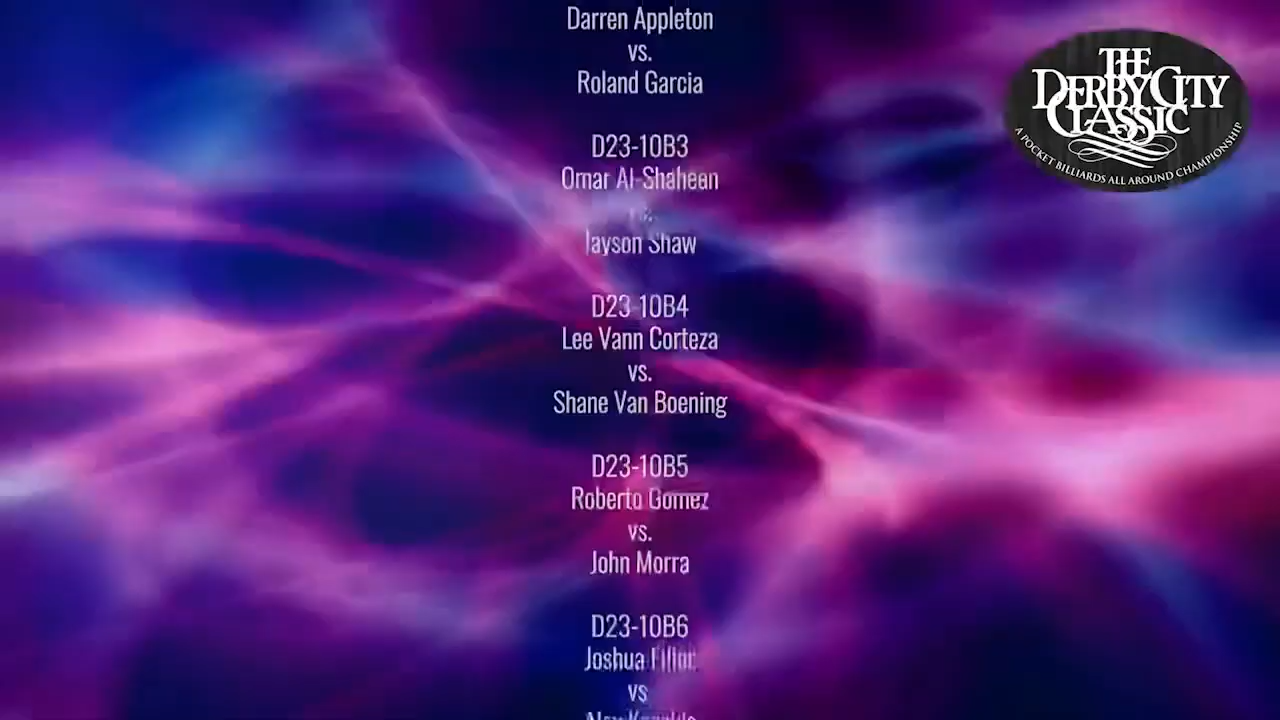 Darren Appleton
vs.
Roland Garcia
D23-10B3
Omar Al-Shaheen
vs.
Jayson Shaw
D23-10B4
Lee Vann Corteza
vs.
Shane Van Boening
D23-10B5
Roberto Gomez
vs.
John Morra
D23-10B6
Joshua Filler
vs
THE
DERBY CITY
CLASSIC
A POCKET BILLIARDS ALL AROUND CHAMPIONSHIP